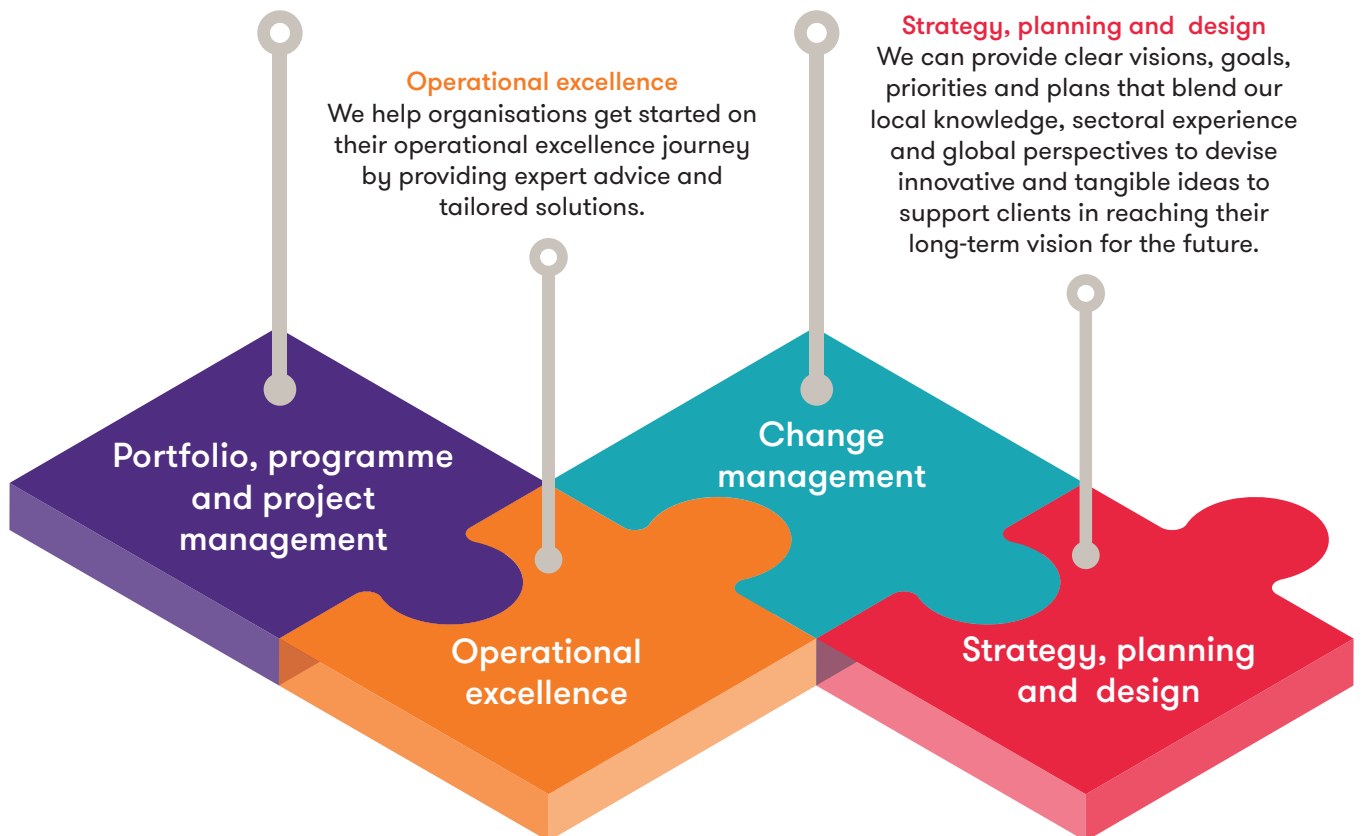 Operational excellence
We help organisations get started on
their operational excellence journey
by providing expert advice and
tailored solutions.
Strategy, planning and  design
We can provide clear visions, goals,
priorities and plans that blend our
local knowledge, sectoral experience
and global perspectives to devise
innovative and tangible ideas to
support clients in reaching their
long-term vision for the future.
Portfolio, programme
and project
management
Operational
excellence
Change
management
Strategy, planning
and  design